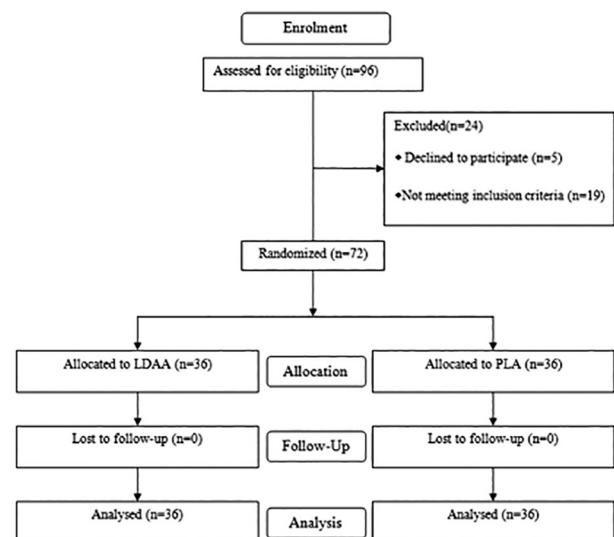 Enrolment
Assessed for eligibility (n=96)
Excluded(n=24)
◆ Declined to participate (n=5)
◆Not meeting inclusion criteria (n=19)
Randomized (n=72)
Allocated to LDAA (n=36)
Allocation
Allocated to PLA (n=36)
Lost to follow-up (n=0)
Follow-Up
Lost to follow-up (n=0)
Analysed (n=36)
Analysis
Analysed (n=36)